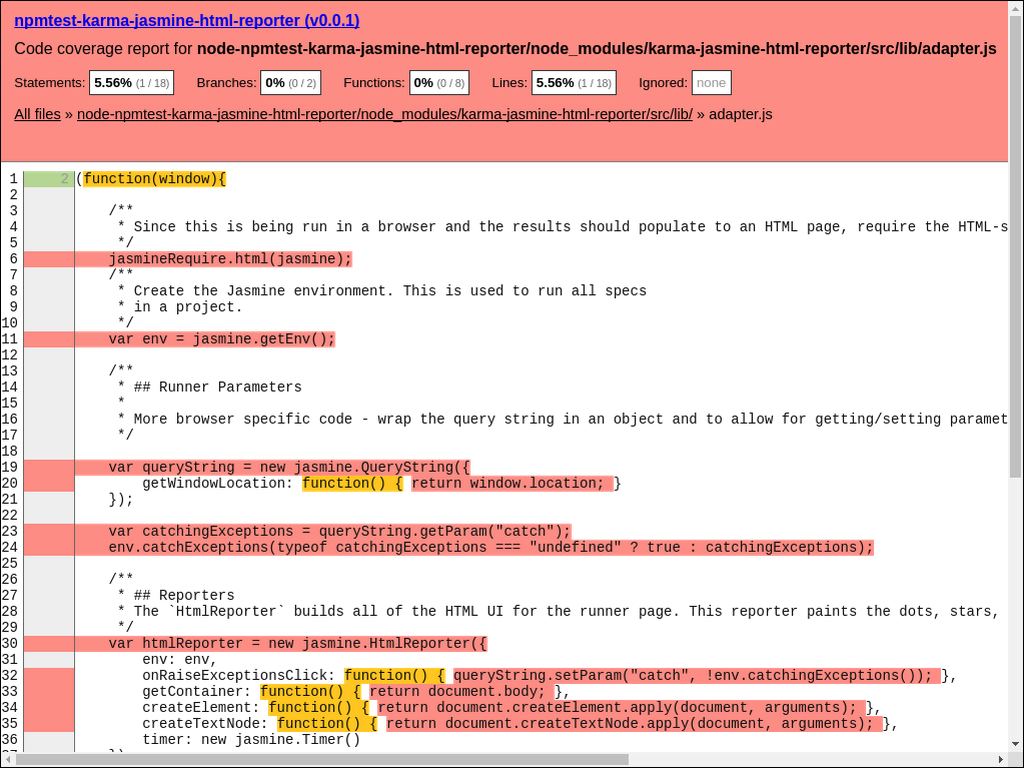 npmtest-karma-jasmine-html-reporter (v0.0.1)
Code coverage report for node-npmtest-karma-jasmine-html-reporter/node_modules/karma-jasmine-html-reporter/src/lib/adapter.js
Statements: 5.56% (1 / 18) Branches: 0% (0 / 2) Functions: 0% (0 / 8) Lines: 5.56% (1 / 18) Ignored: none
All files » node-npmtest-karma-jasmine-html-reporter/node_modules/karma-jasmine-html-reporter/src/lib/ » adapter.js
1 2 (function(window){
2
3 /**
4 * Since this is being run in a browser and the results should populate to an HTML page, require the HTML-s
5 */
6 jasmineRequire.html(jasmine);
7 /**
8 * Create the Jasmine environment. This is used to run all specs
9 * in a project.
10 */
11 var env = jasmine.getEnv();
12
13 /**
14 * ## Runner Parameters
15 *
16 * More browser specific code - wrap the query string in an object and to allow for getting/setting paramet
17 */
18
19 var queryString = new jasmine.QueryString({
20 getWindowLocation: function() { return window.location; }
21 });
22
23 var catchingExceptions = queryString.getParam("catch");
24 env.catchExceptions(typeof catchingExceptions === "undefined" ? true : catchingExceptions);
25
26 /**
27 * ## Reporters
28 * The `HtmlReporter` builds all of the HTML UI for the runner page. This reporter paints the dots, stars,
29 */
30 var htmlReporter = new jasmine.HtmlReporter({
31 env: env,
32 onRaiseExceptionsClick: function() { queryString.setParam("catch", !env.catchingExceptions()); },
33 getContainer: function() { return document.body; },
34 createElement: function() { return document.createElement.apply(document, arguments); },
35 createTextNode: function() { return document.createTextNode.apply(document, arguments); },
36 timer: new jasmine.Timer()